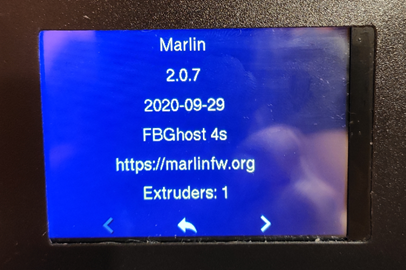 Marlin
2.0.7
2020-09-29
FBGhost 4s
https://marlinfw.org
Extruders: 1